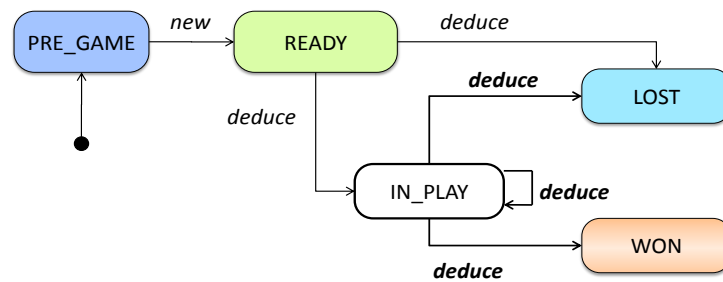 new
deduce
PRE_GAME
READY
deduce
LOST
deduce
IN_PLAY
deduce
WON
deduce